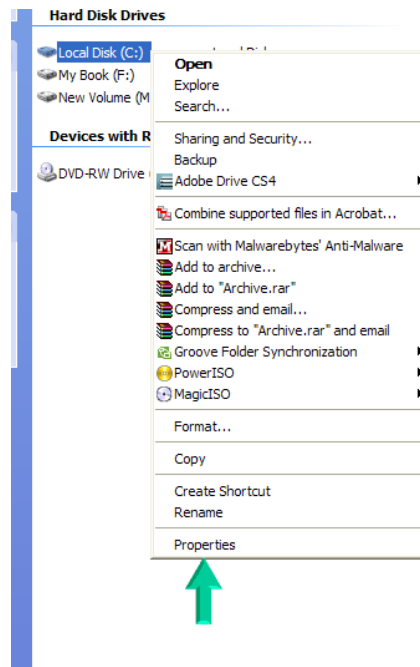 Hard Disk Drives
Local Disk (C:)
My Book (F:)
New Volume (M
Devices with R
DVD-RW Drive
Open
Explore
Search...
Sharing and Security...
Backup
Adobe Drive CS4
Combine supported files in Acrobat...
Scan with Malwarebytes' Anti-Malware
Add to archive...
Add to "Archive.rar"
Compress and email...
Compress to "Archive.rar" and email
Groove Folder Synchronization
PowerISO
MagicISO
Format...
Copy
Create Shortcut
Rename
Properties